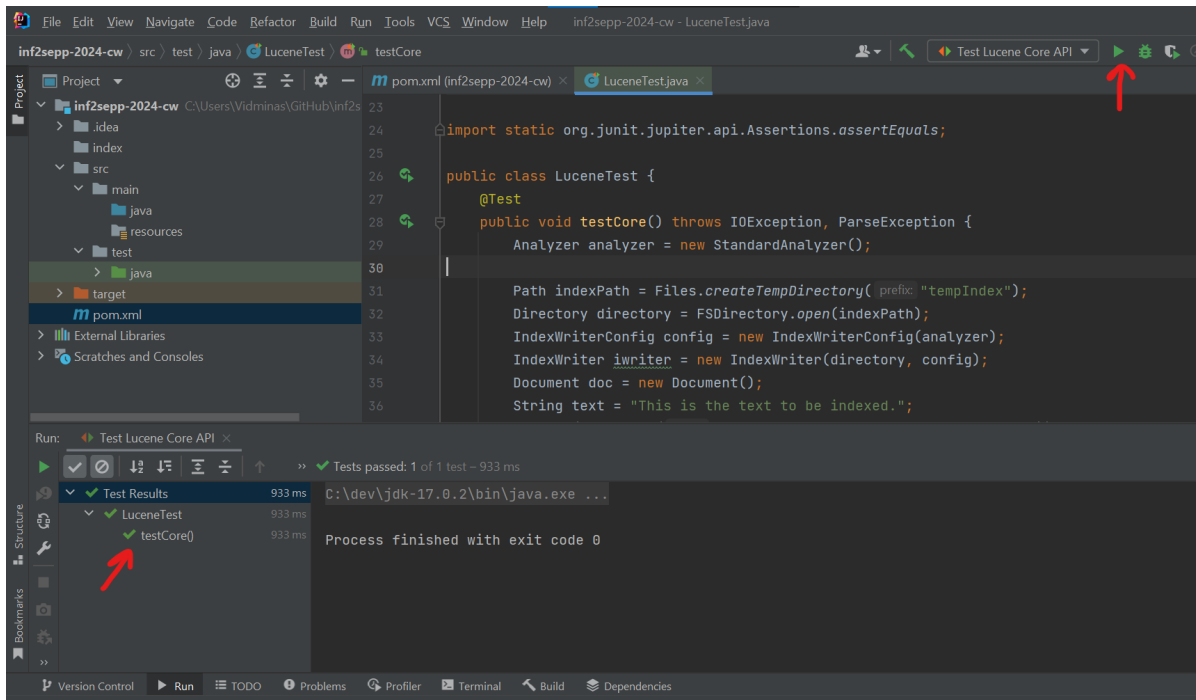 File Edit View Navigate Code Refactor Build Run Tools VCS Window Help inf2sepp-2024-cw - LuceneTest.java
inf2sepp-2024-cw src test java LuceneTest m testCore Test Lucene Core API
Project
Project
m pom.xml (inf2sepp-2024-cw) LuceneTest.java
inf2sepp-2024-cw C:\Users\Vidminas\GitHub\inf2s
.idea
index
src
main
java
resources
test
java
target
m pom.xml
External Libraries
Scratches and Consoles
23
24 import static org.junit.jupiter.api.Assertions.assertEquals;
25
26 public class LuceneTest {
27 @Test
28 public void testCore() throws IOException, ParseException {
29 Analyzer analyzer = new StandardAnalyzer();
30
31 Path indexPath = Files.createTempDirectory( prefix: "tempIndex");
32 Directory directory = FSDirectory.open(indexPath);
33 IndexWriterConfig config = new IndexWriterConfig(analyzer);
34 IndexWriter iwriter = new IndexWriter(directory, config);
35 Document doc = new Document();
36 String text = "This is the text to be indexed.";
Run: Test Lucene Core API
Tests passed: 1 of 1 test – 933 ms
Test Results 933 ms
LuceneTest 933 ms
testCore() 933 ms
C:\dev\jdk-17.0.2\bin\java.exe ...
Process finished with exit code 0
Structure
Bookmarks
Version Control Run TODO Problems Profiler Terminal Build Dependencies